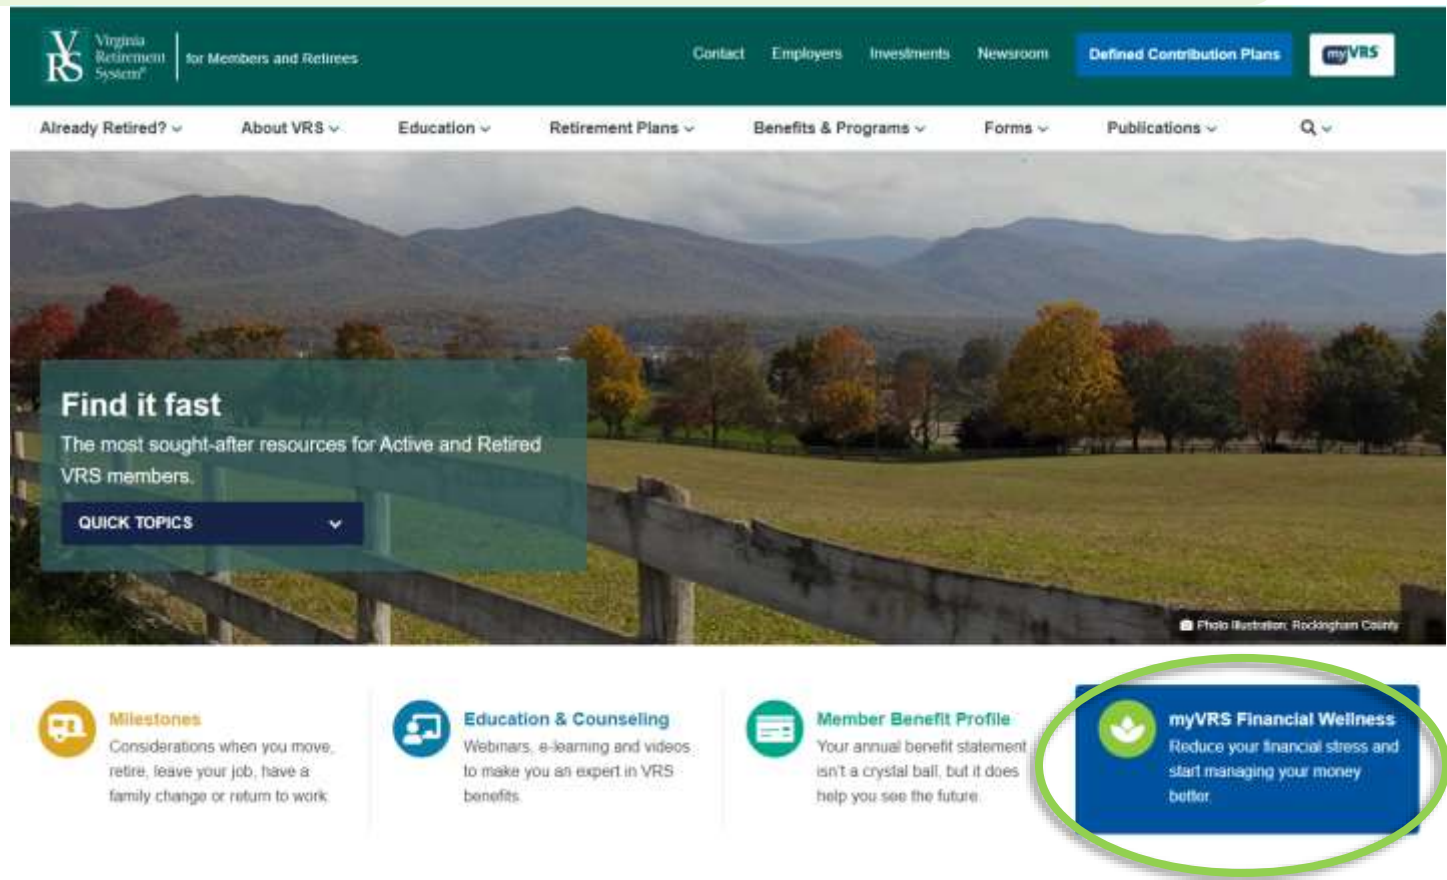 VRS
Virginia
Retirement
System®
for Members and Retirees
Contact Employers Investments Newsroom Defined Contribution Plans myVRS
Already Retired? About VRS Education Retirement Plans Benefits & Programs Forms Publications
Find it fast
The most sought-after resources for Active and Retired
VRS members.
QUICK TOPICS
Photo Illustration: Rockingham County
Milestones
Considerations when you move,
retire, leave your job, have a
family change or return to work.
Education & Counseling
Webinars, e-learning and videos
to make you an expert in VRS
benefits.
Member Benefit Profile
Your annual benefit statement
isn't a crystal ball, but it does
help you see the future.
myVRS Financial Wellness
Reduce your financial stress and
start managing your money
better.